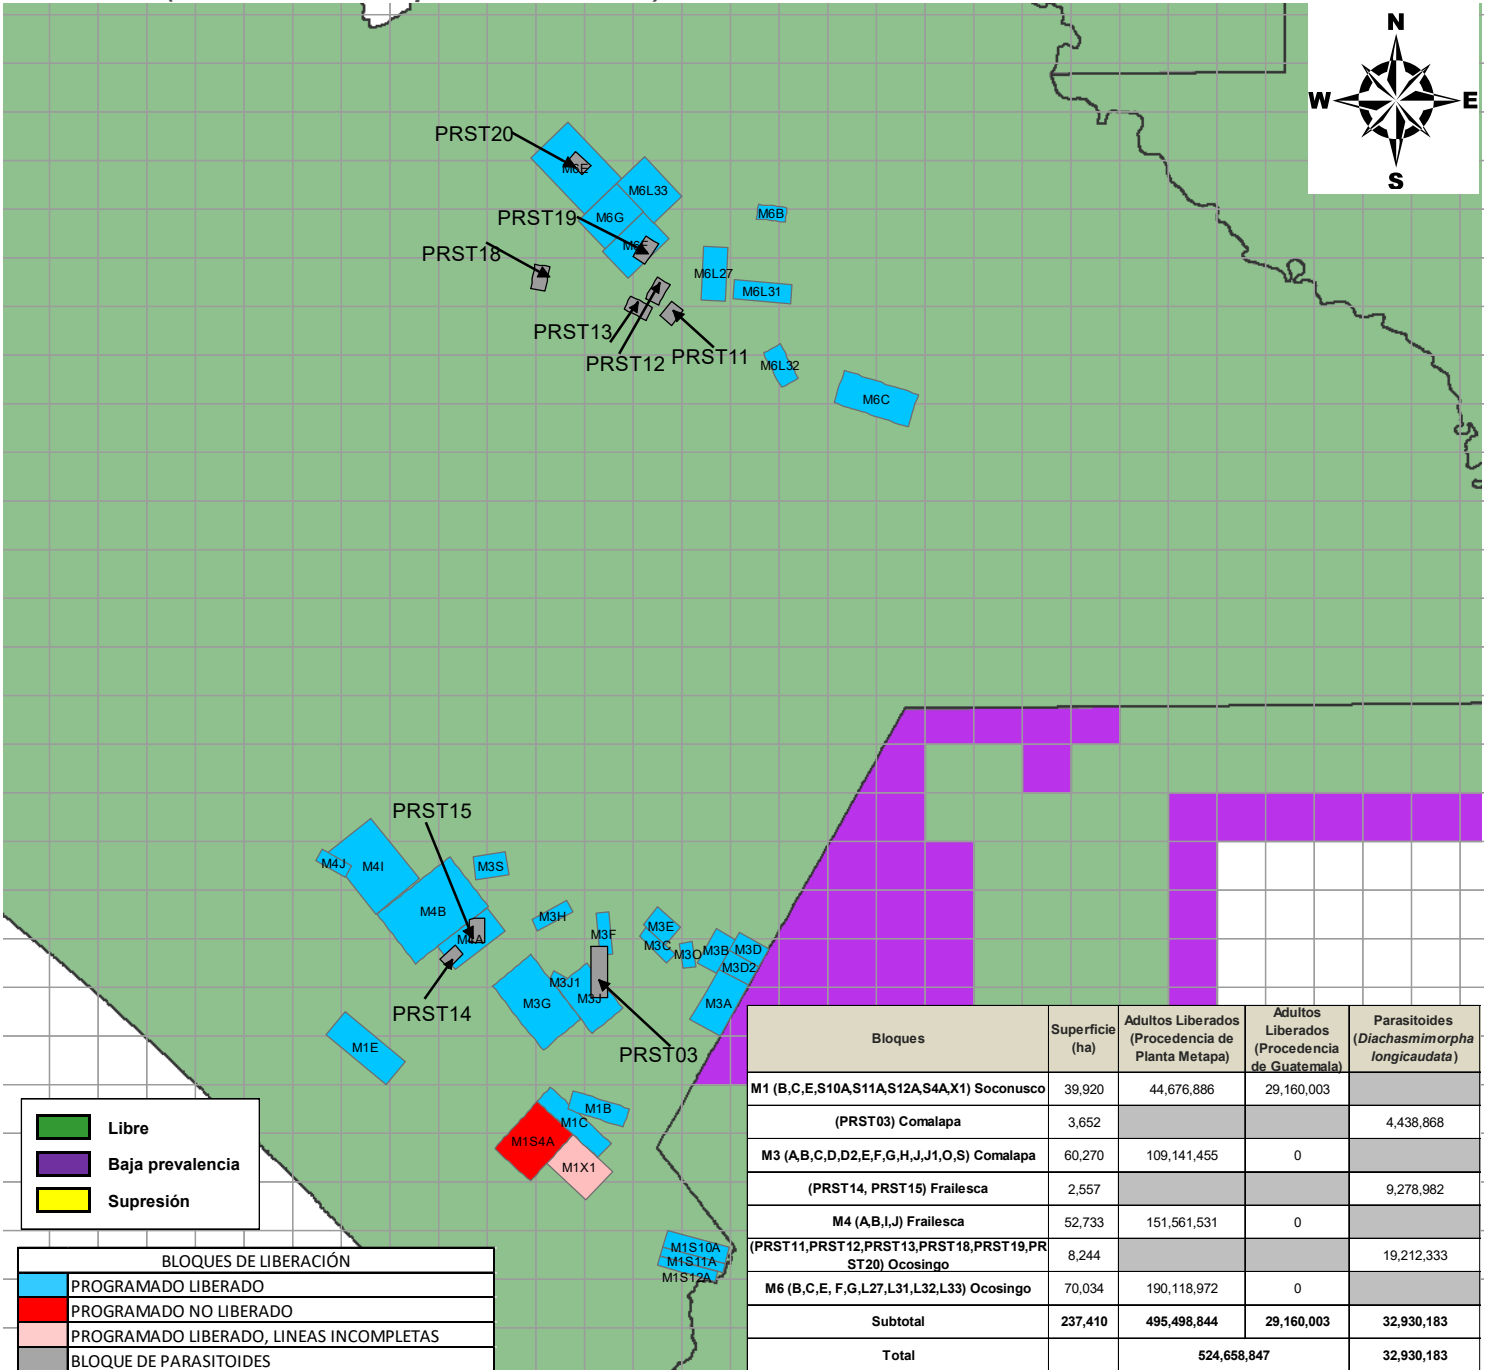 N
W E
S
PRST20
M6E
M6L33
M6G
M6B
PRST19
M6F
PRST18
M6L27
M6L31
PRST13
PRST12
PRST11
M6L32
M6C
PRST15
M4J
M4I
M3S
M4B
M3H
M4A
M3F
M3E
M3C
M3O
M3B
M3D
M3D2
PRST14
M3J1
M3G
M3J
M3A
M1E
PRST03
M1B
M1C
M1S4A
M1X1
M1S10A
M1S11A
M1S12A
Libre
Baja prevalencia
Supresión
BLOQUES DE LIBERACIÓN
PROGRAMADO LIBERADO
PROGRAMADO NO LIBERADO
PROGRAMADO LIBERADO, LINEAS INCOMPLETAS
BLOQUE DE PARASITOIDES
Bloques
Superficie
(ha)
Adultos Liberados
(Procedencia de
Planta Metapa)
Adultos
Liberados
(Procedencia
de Guatemala)
Parasitoides
(Diachasmimorpha
longicaudata)
M1 (B,C,E,S10A,S11A,S12A,S4A,X1) Soconusco 39,920 44,676,886 29,160,003
(PRST03) Comalapa 3,652 4,438,868
M3 (A,B,C,D,D2,E,F,G,H,J,J1,O,S) Comalapa 60,270 109,141,455 0
(PRST14, PRST15) Frailesca 2,557 9,278,982
M4 (A,B,I,J) Frailesca 52,733 151,561,531 0
(PRST11,PRST12,PRST13,PRST18,PRST19,PR
ST20) Ocosingo 8,244 19,212,333
M6 (B,C,E, F,G,L27,L31,L32,L33) Ocosingo 70,034 190,118,972 0
Subtotal 237,410 495,498,844 29,160,003 32,930,183
Total 524,658,847 32,930,183